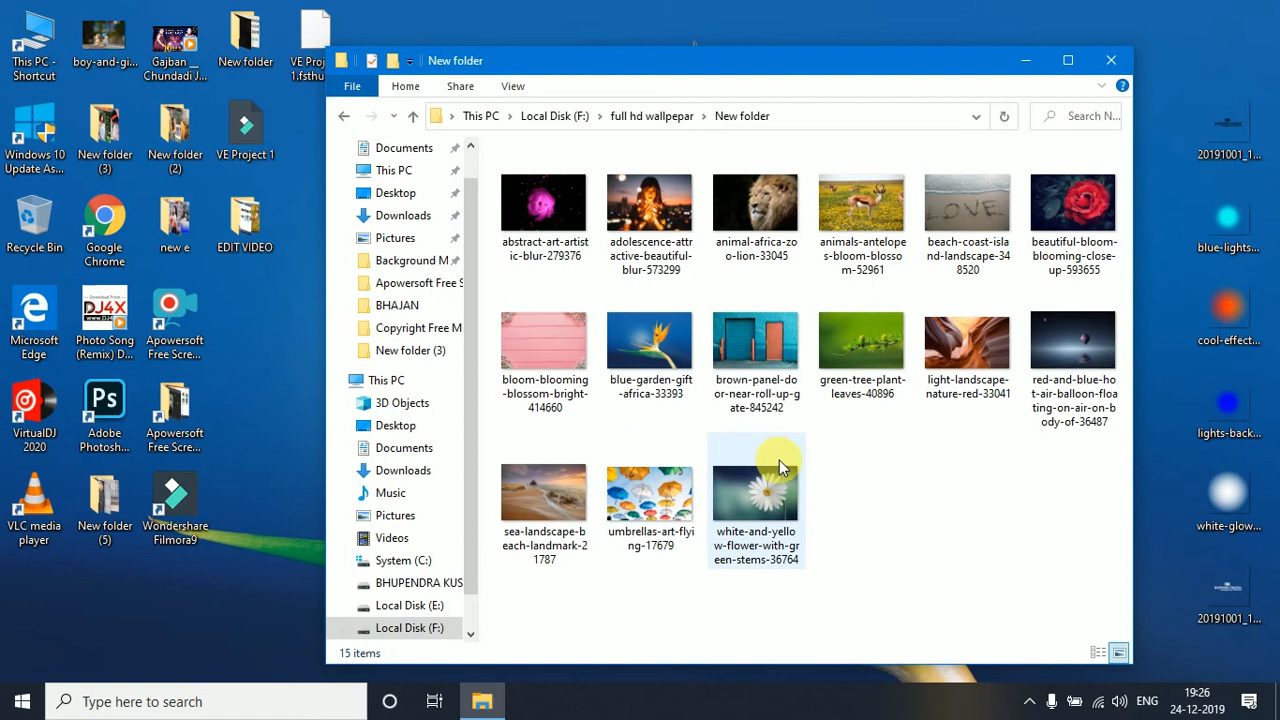 This PC -
Shortcut
boy-and-gi...
Gajban __
Chundadi J...
New folder
VE Project
1.fsthu
Windows 10
Update As...
New folder
(3)
New folder
(2)
VE Project 1
Recycle Bin
Google
Chrome
new e
EDIT VIDEO
Microsoft
Edge
DJ4X
Photo Song
(Remix) D...
Apowersoft
Free Scre...
VirtualDJ
2020
Ps
Adobe
Photosh...
Apowersoft
Free Scree...
VLC media
player
New folder
(5)
Wondershare
Filmora9
New folder
File
Home
Share
View
This PC
Local Disk (F:)
full hd wallpepar
New folder
Search N...
Documents
This PC
Desktop
Downloads
Pictures
Background M
Apowersoft Free S
BHAJAN
Copyright Free M
New folder (3)
This PC
3D Objects
Desktop
Documents
Downloads
Music
Pictures
Videos
System (C:)
BHUPENDRA KUS
Local Disk (E:)
Local Disk (F:)
abstract-art-artist
ic-blur-279376
adolescence-attr
active-beautiful-
blur-573299
animal-africa-zo
o-lion-33045
animals-antelope
s-bloom-blosso
m-52961
LOVE
beach-coast-isla
nd-landscape-34
8520
beautiful-bloom-
blooming-close-
up-593655
bloom-blooming
-blossom-bright-
414660
blue-garden-gift
-africa-33393
brown-panel-do
or-near-roll-up-g
ate-845242
green-tree-plant-
leaves-40896
light-landscape-
nature-red-33041
red-and-blue-ho
t-air-balloon-floa
ting-on-air-on-b
ody-of-36487
sea-landscape-b
each-landmark-2
1787
umbrellas-art-flyi
ng-17679
white-and-yello
w-flower-with-gr
een-stems-36764
15 items
20191001_1...
blue-lights...
cool-effect...
lights-back...
white-glow...
20191001_1...
Type here to search
ENG
19:26
24-12-2019